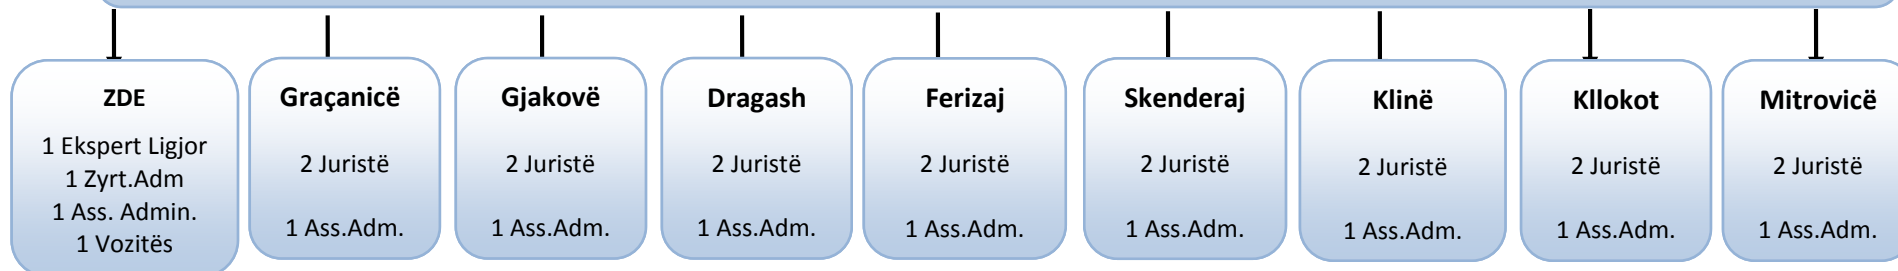 ZDE
1 Ekspert Ligjor
1 Zyrt.Adm
1 Ass. Admin.
1 Vozitës
Graçanicë
2 Juristë
1 Ass.Adm.
Gjakovë
2 Juristë
1 Ass.Adm.
Dragash
2 Juristë
1 Ass.Adm.
Ferizaj
2 Juristë
1 Ass.Adm.
Skenderaj
2 Juristë
1 Ass.Adm.
Klinë
2 Juristë
1 Ass.Adm.
Kllokot
2 Juristë
1 Ass.Adm.
Mitrovicë
2 Juristë
1 Ass.Adm.